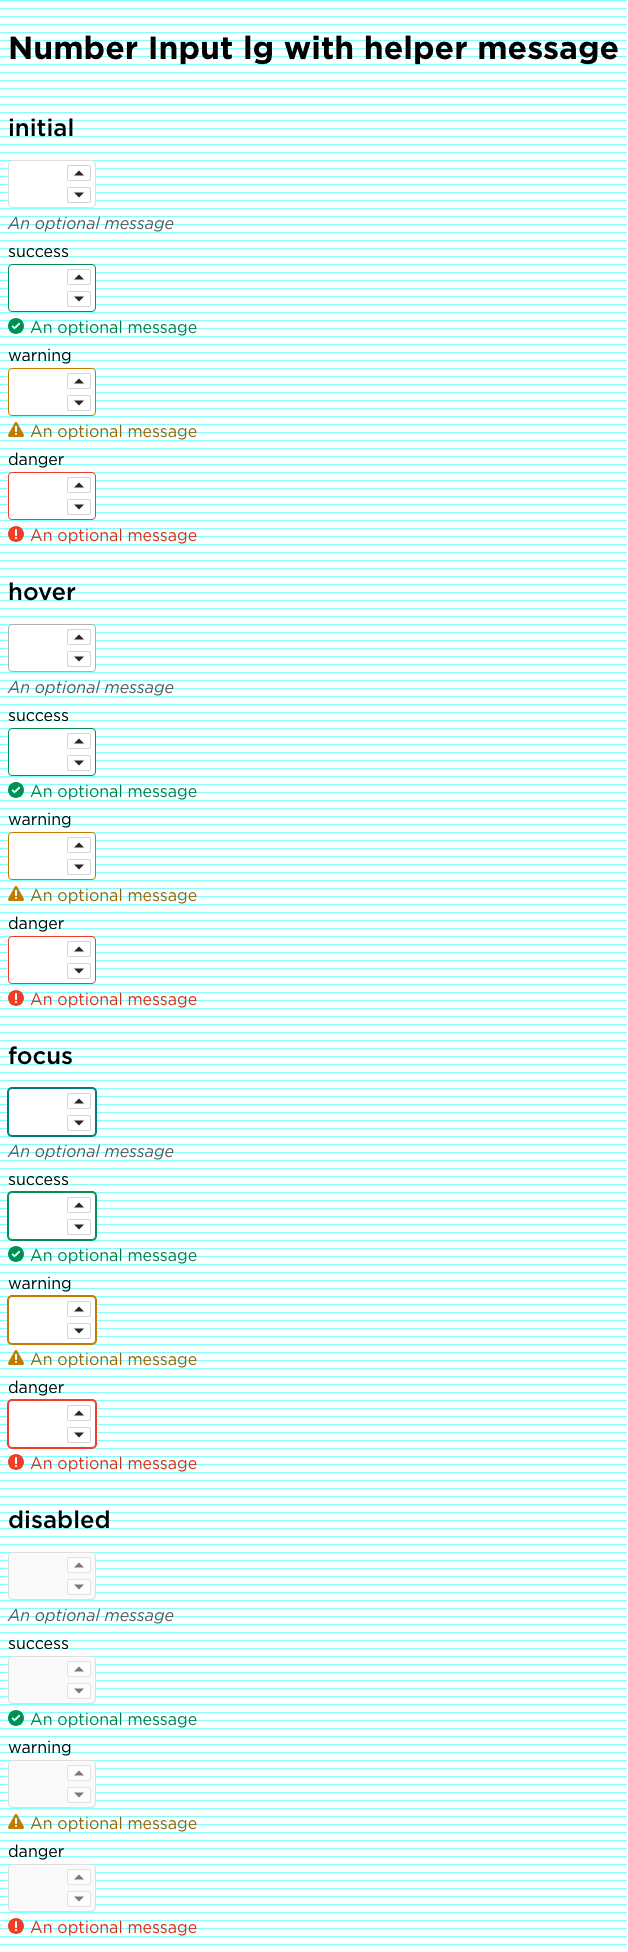 Number Input lg with helper message
initial
An optional message
success
An optional message
warning
An optional message
danger
An optional message
hover
An optional message
success
An optional message
warning
An optional message
danger
An optional message
focus
An optional message
success
An optional message
warning
An optional message
danger
An optional message
disabled
An optional message
success
An optional message
warning
An optional message
danger
An optional message